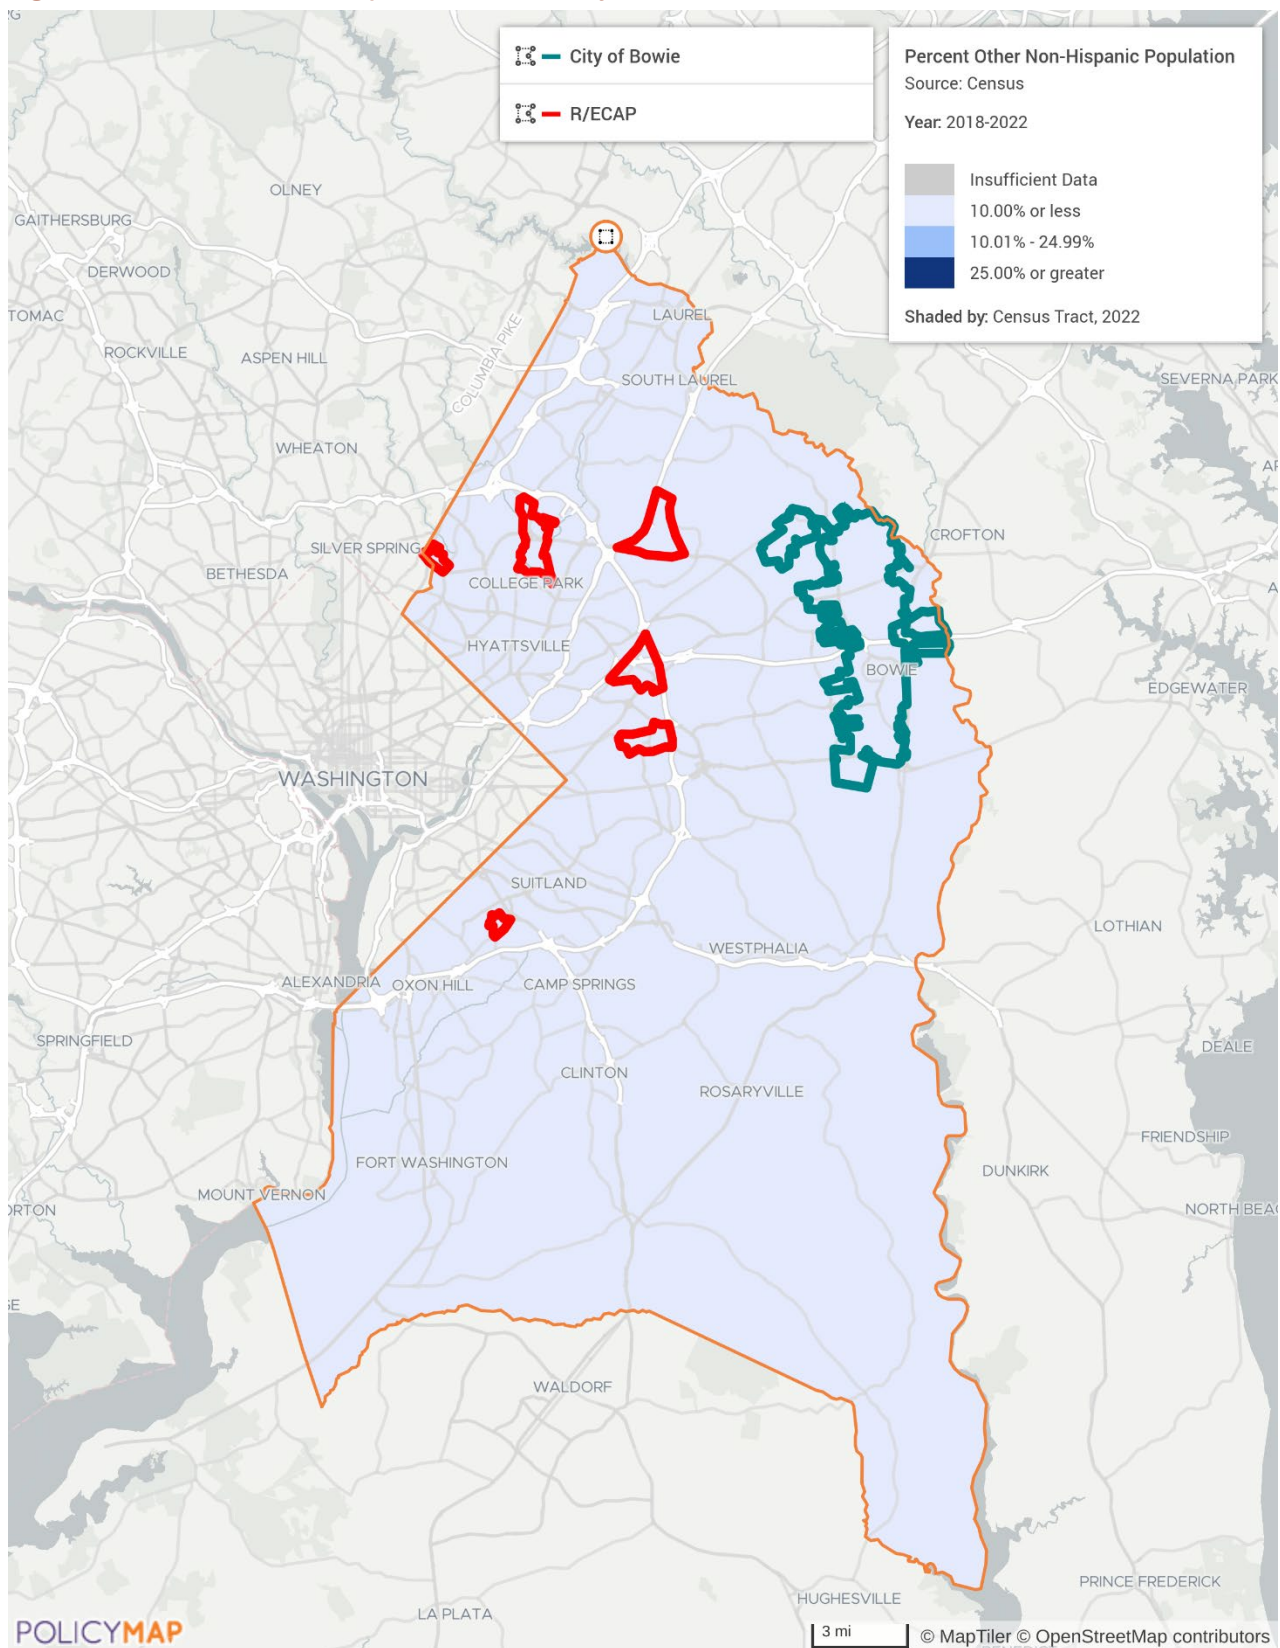 City of Bowie
R/ECAP
Percent Other Non-Hispanic Population
Source: Census
Year: 2018-2022
Insufficient Data
10.00% or less
10.01% - 24.99%
25.00% or greater
Shaded by: Census Tract, 2022
OLNEY
GAITHERSBURG
DERWOOD
TOMAC
ROCKVILLE
ASPEN HILL
COLUMBIA PIKE
LAUREL
SOUTH LAUREL
SEVERNA PARK
WHEATON
SILVER SPRING
CROFTON
BETHESDA
COLLEGE PARK
HYATTSVILLE
BOWIE
EDGEWATER
WASHINGTON
SUITLAND
LOTHIAN
WESTPHALIA
ALEXANDRIA
OXON HILL
CAMP SPRINGS
SPRINGFIELD
DEALE
CLINTON
ROSARYVILLE
FRIENDSHIP
FORT WASHINGTON
DUNKIRK
MOUNT VERNON
ORTON
NORTH BEAC
WALDORF
PRINCE FREDERICK
HUGHESVILLE
LA PLATA
POLICYMAP
3 mi
© MapTiler © OpenStreetMap contributors